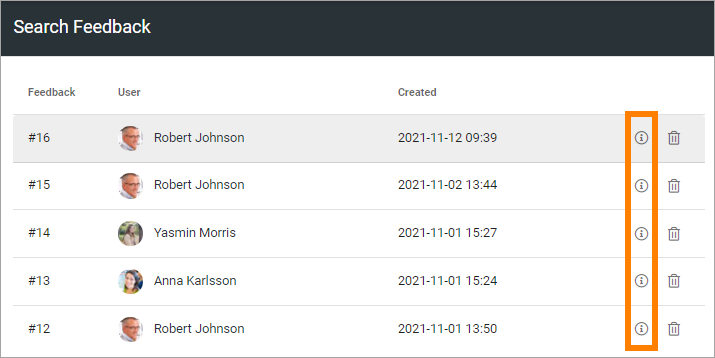 Search Feedback
Feedback User Created
#16 Robert Johnson 2021-11-12 09:39
#15 Robert Johnson 2021-11-02 13:44
#14 Yasmin Morris 2021-11-01 15:27
#13 Anna Karlsson 2021-11-01 15:24
#12 Robert Johnson 2021-11-01 13:50